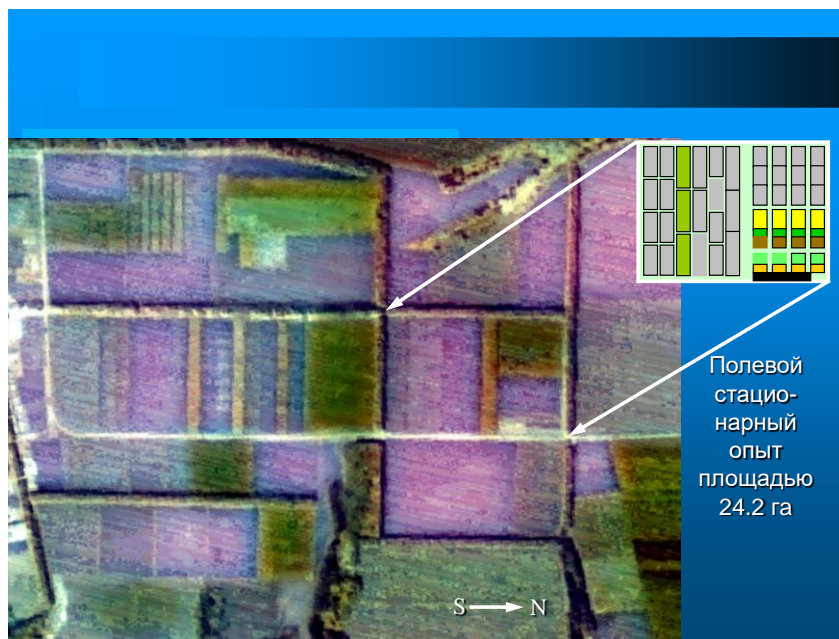 Полевой
стацио-
нарный
опыт
площадью
24.2 га
S N